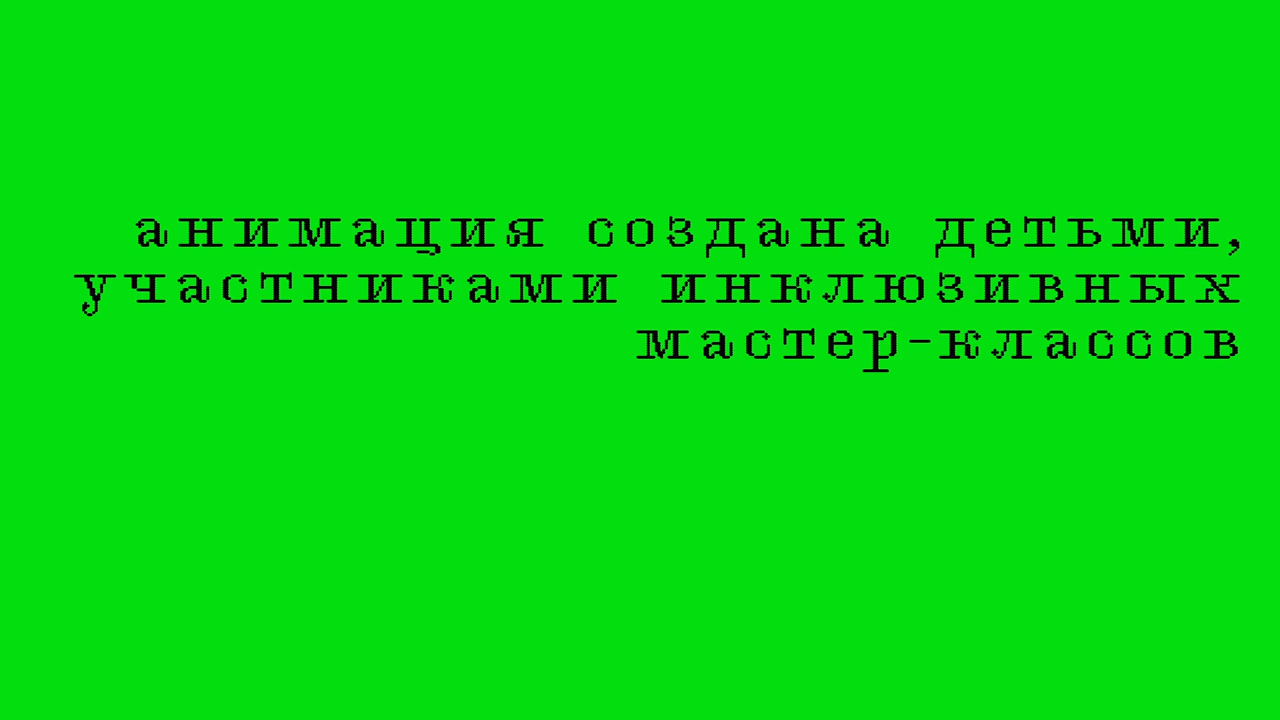 анимация создана детьми,
участниками инклюзивных
мастер-классов